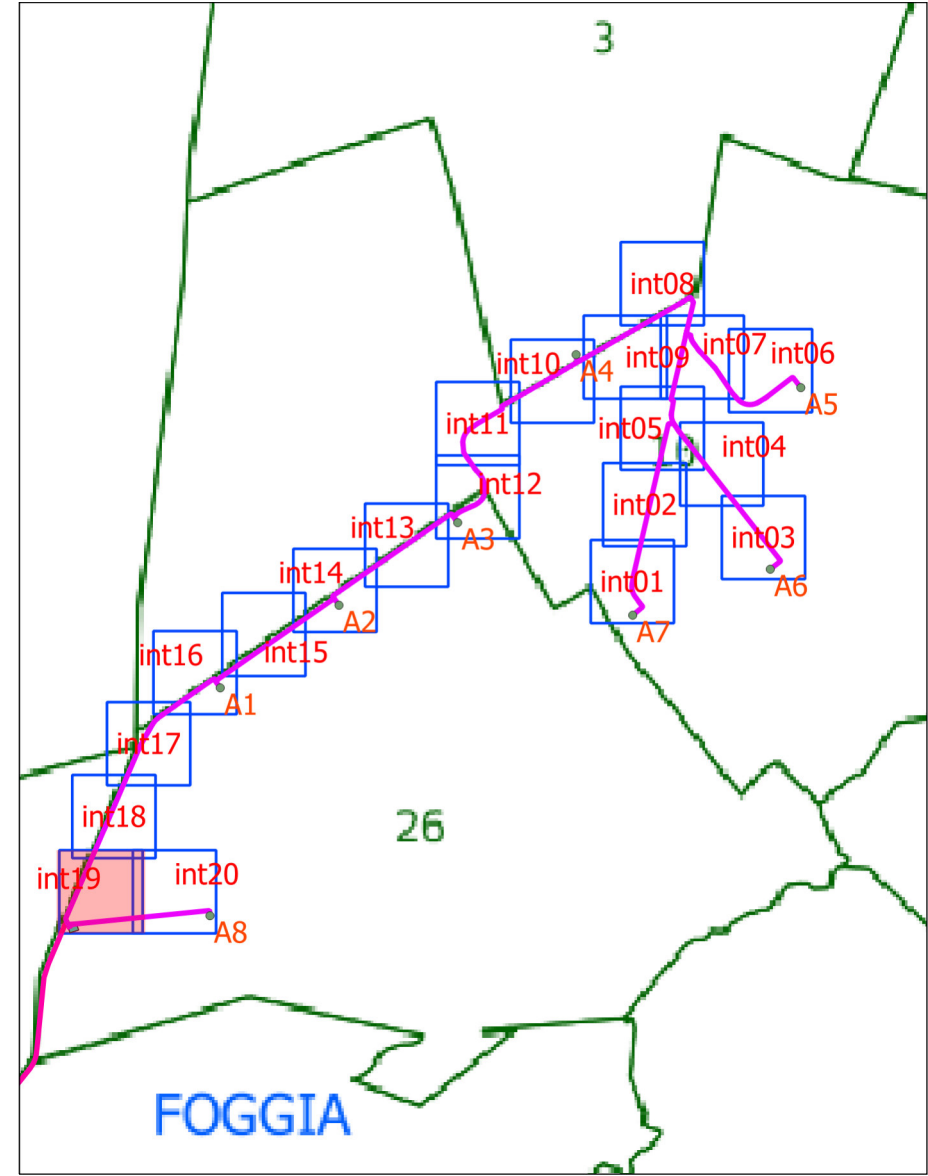 3
int08
int07
int09
int06
int10
A4
A5
int11
int05
int04
int12
int02
int13
A3
int03
int14
int01
A6
A2
A7
int16
int15
A1
int17
int18
26
int19
int20
A8
FOGGIA